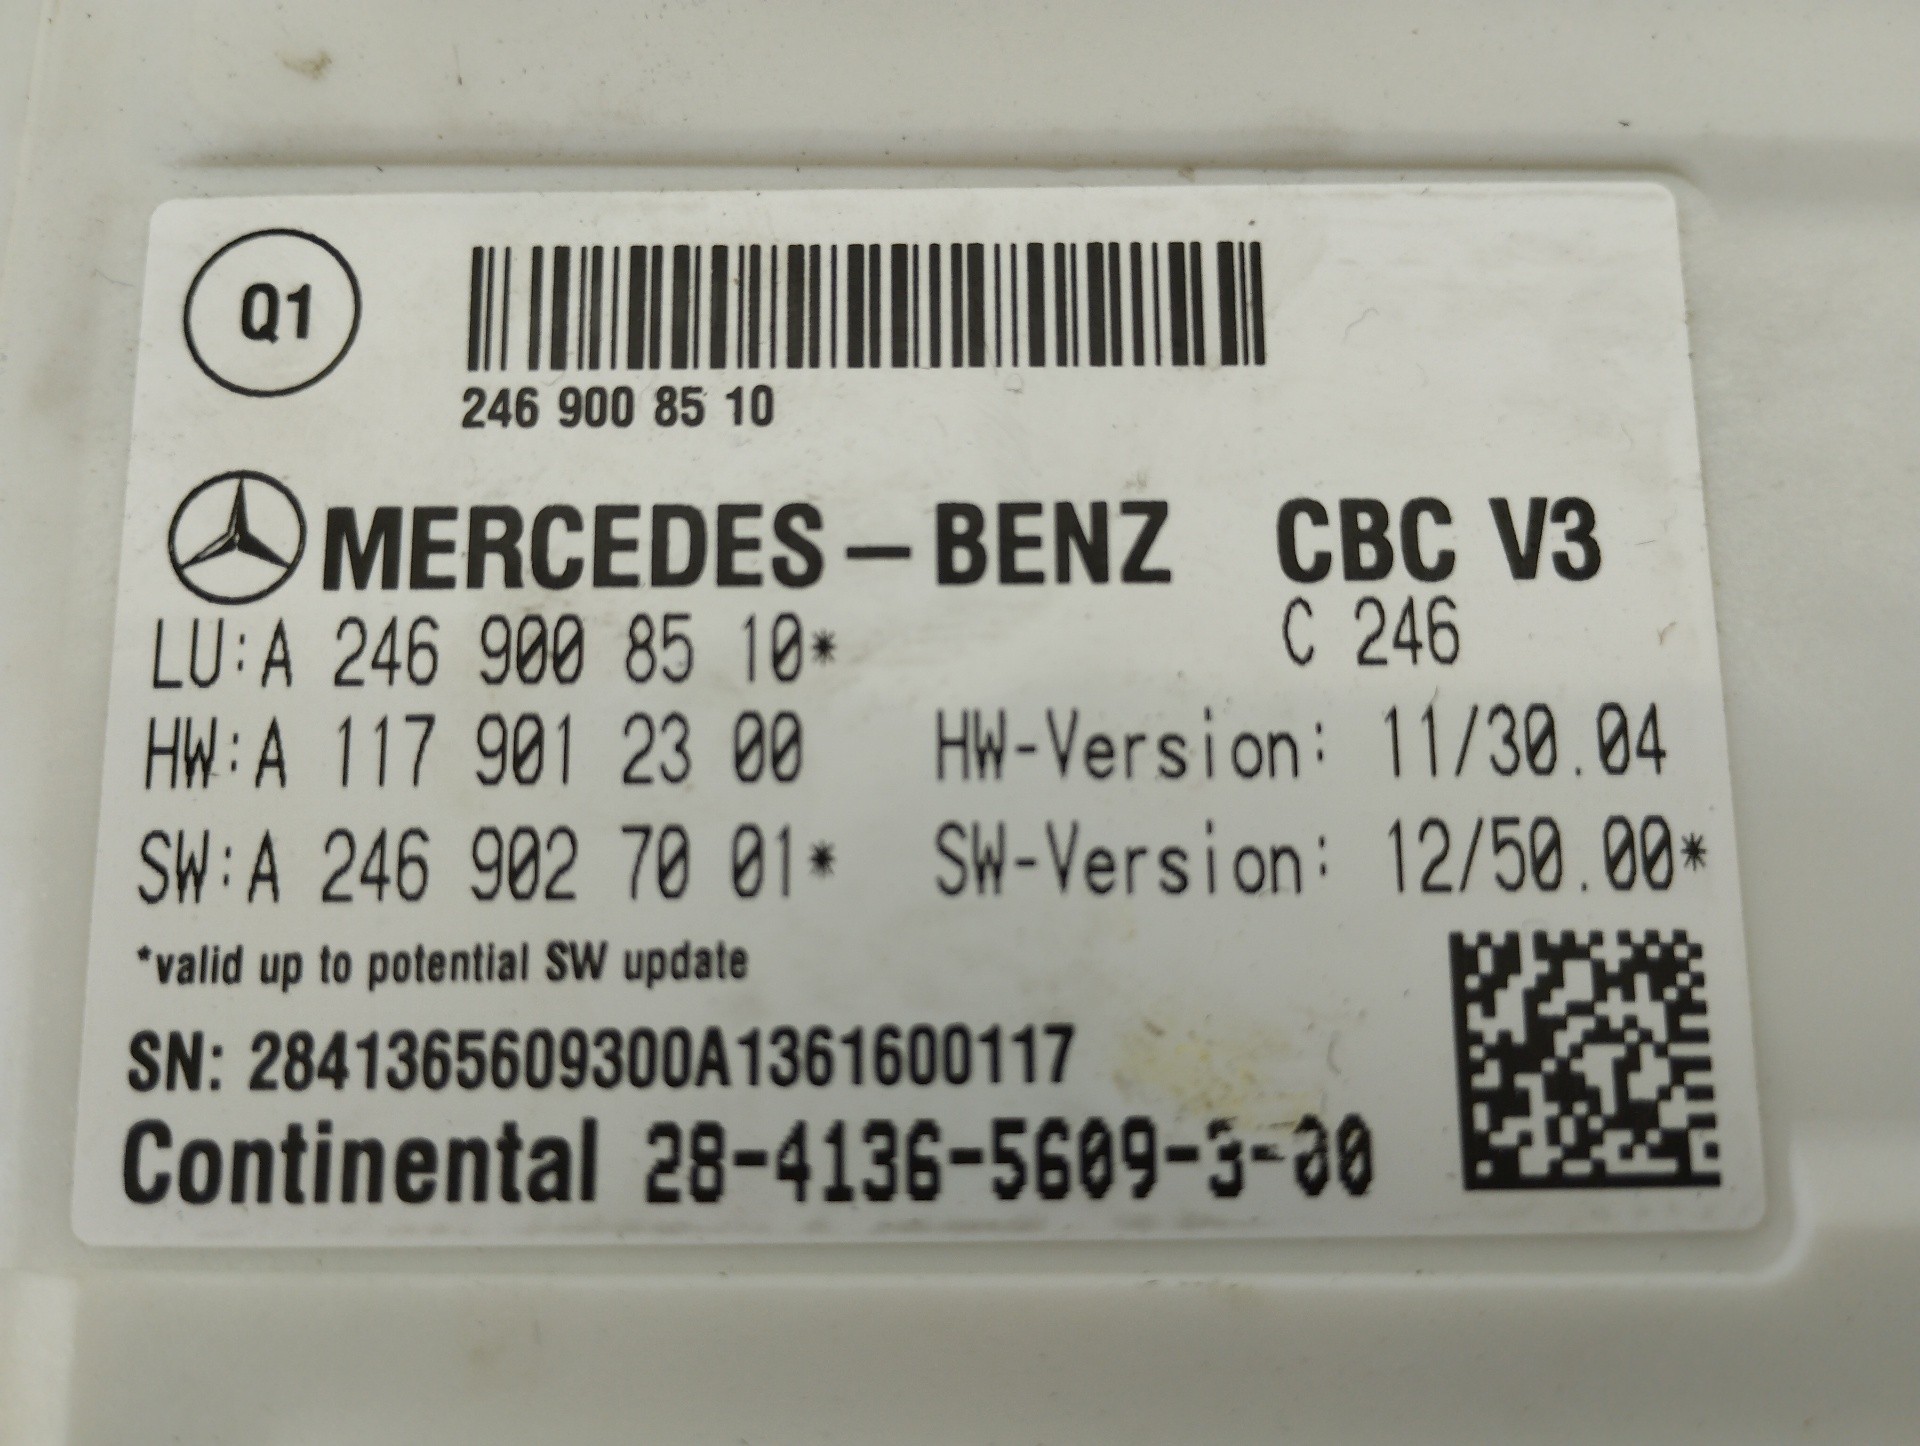 Q1
246 900 85 10
MERCEDES-BENZ CBC V3
LU:A 246 900 85 10* C 246
HW:A 117 901 23 00 HW-Version: 11/30.04
SW:A 246 902 70 01* SW-Version: 12/50.00*
*valid up to potential SW update
SN: 2841365609300A1361600117
Continental 28-4136-5609-3-00